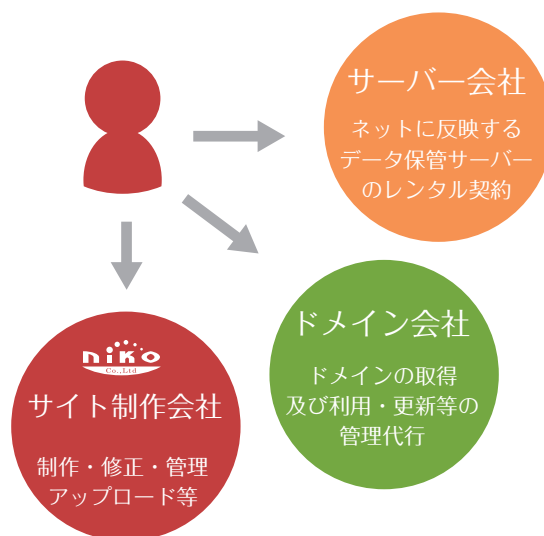 サーバー会社
ネットに反映する
データ保管サーバー
のレンタル契約
ドメイン会社
ドメインの取得
及び利用・更新等の
管理代行
niko
Co.,Ltd
サイト制作会社
制作・修正・管理
アップロード等